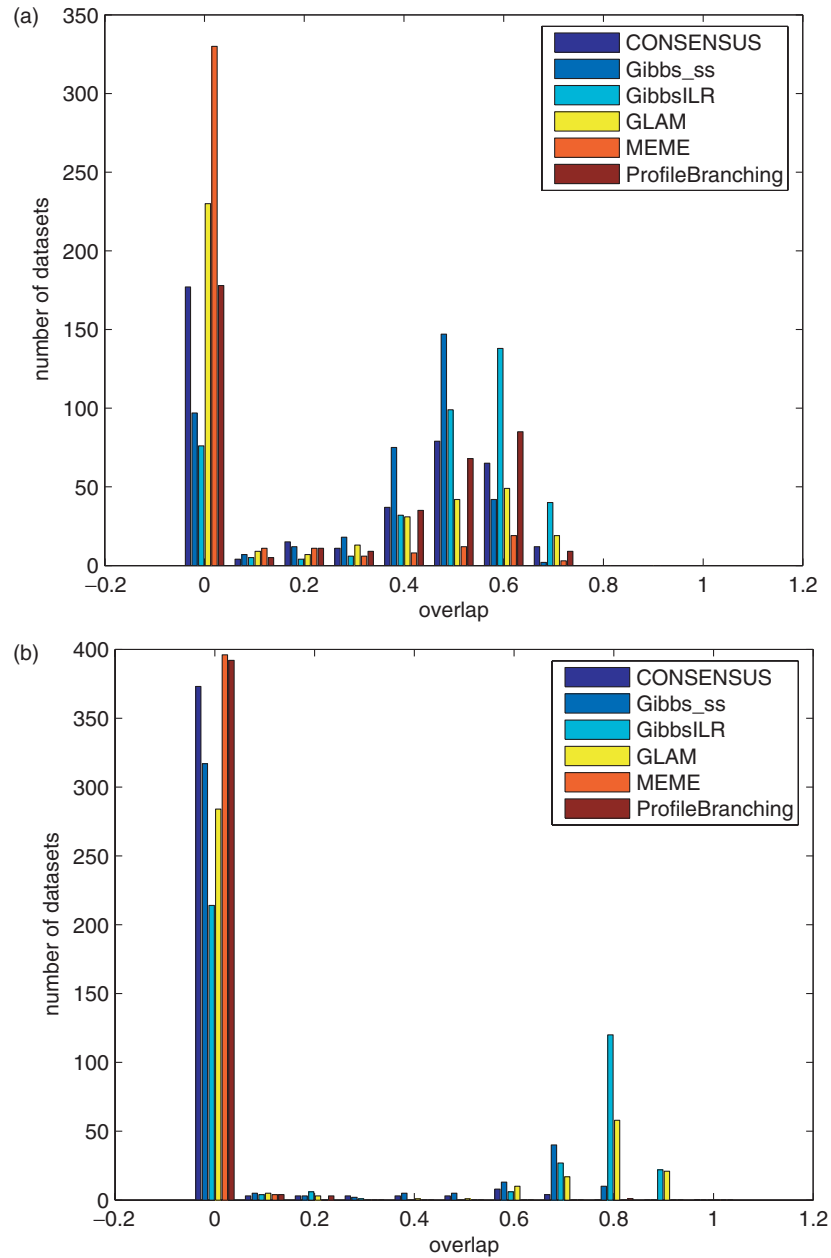 (a)
350
300
250
200
150
100
50
0
number of datasets
CONSENSUS
Gibbs_ss
GibbsILR
GLAM
MEME
ProfileBranching
−0.2 0 0.2 0.4 0.6 0.8 1 1.2
overlap
(b)
400
350
300
250
200
150
100
50
0
number of datasets
CONSENSUS
Gibbs_ss
GibbsILR
GLAM
MEME
ProfileBranching
−0.2 0 0.2 0.4 0.6 0.8 1 1.2
overlap